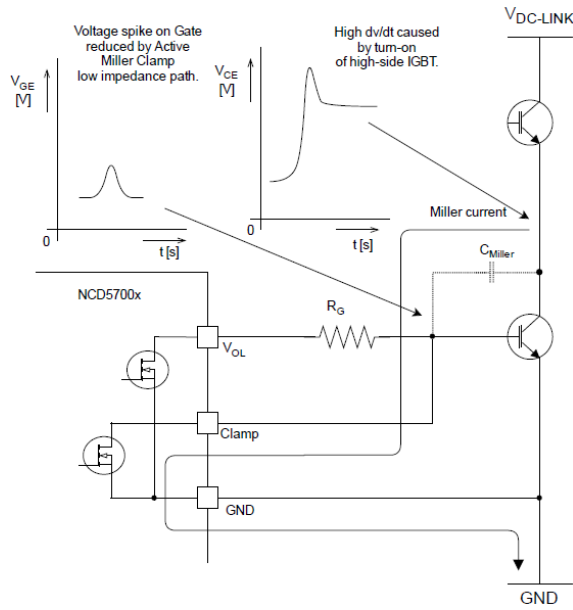 Voltage spike on Gate
reduced by Active
Miller Clamp
low impedance path.
High dv/dt caused
by turn-on
of high-side IGBT.
VDC-LINK
VGE
[V]
VCE
[V]
0
t [s]
0
t [s]
Miller current
CMiller
NCD5700x
RG
VOL
Clamp
GND
GND